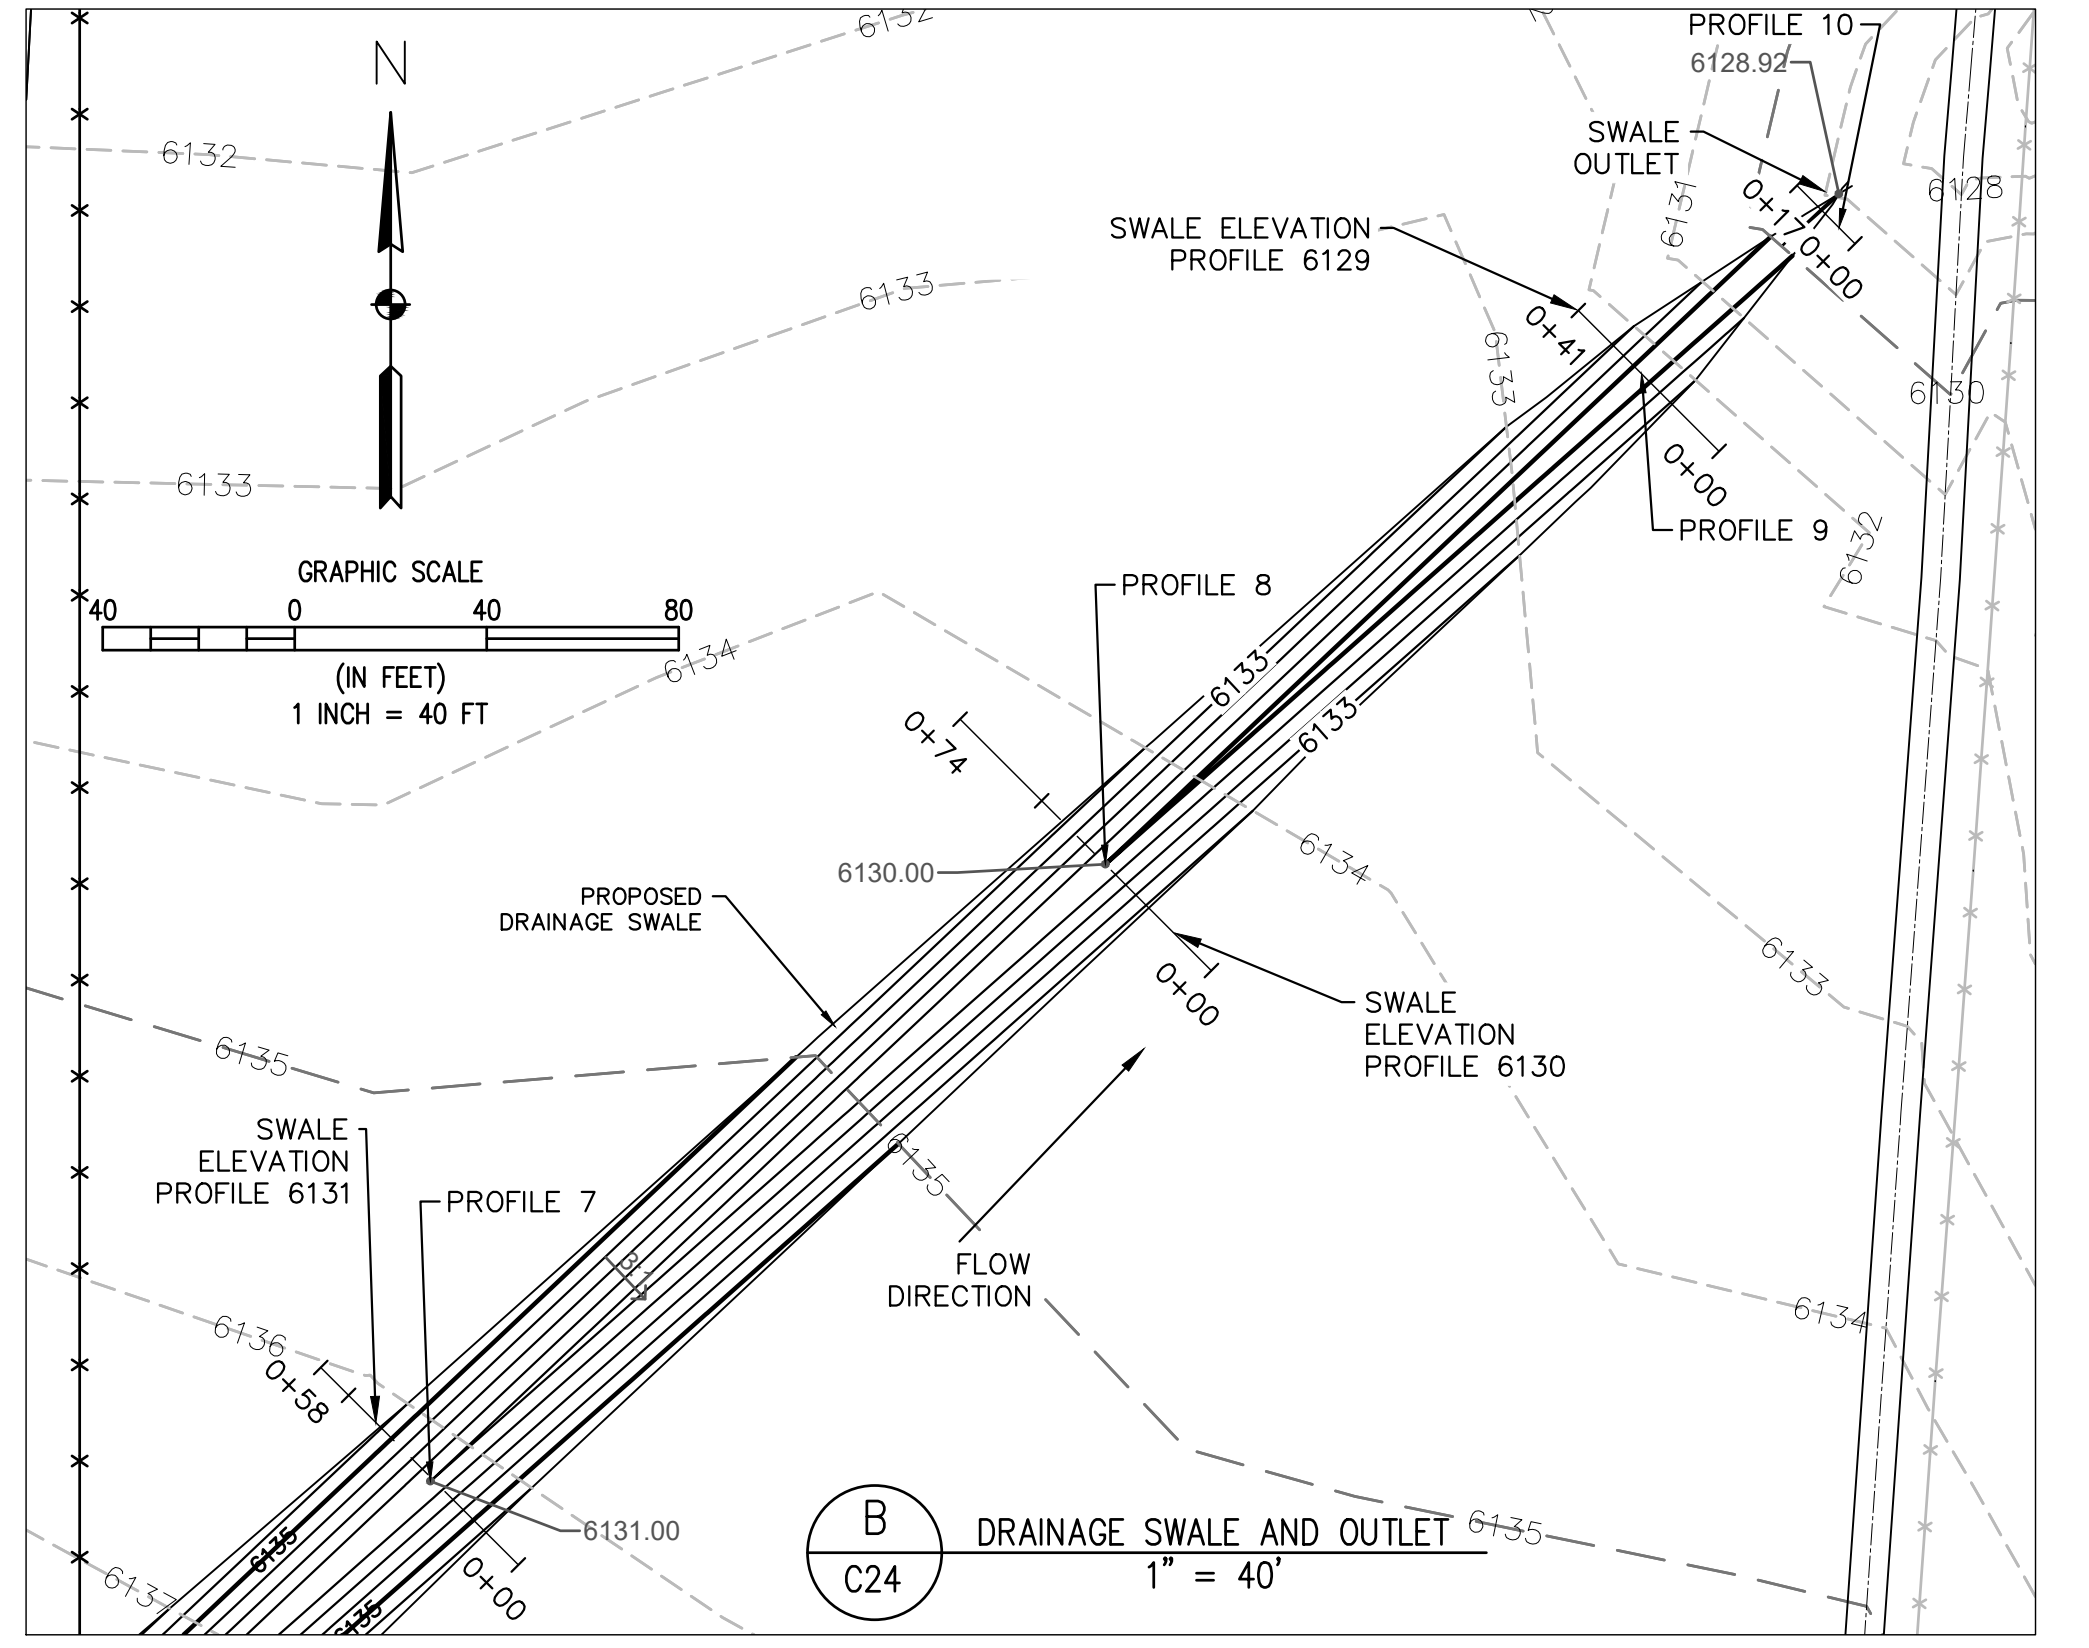 6132
PROFILE 10
6128.92
N
SWALE
OUTLET
6132
6131
0+17
6128
SWALE ELEVATION
PROFILE 6129
0+00
6133
0+41
6133
6130
6133
0+00
PROFILE 9
6132
GRAPHIC SCALE
40 0 40 80
(IN FEET)
1 INCH = 40 FT
PROFILE 8
6134
6133
6133
0+74
6134
6130.00
PROPOSED
DRAINAGE SWALE
0+00
6133
SWALE
ELEVATION
PROFILE 6130
6135
SWALE
ELEVATION
PROFILE 6131
6135
PROFILE 7
FLOW
DIRECTION
3:1
6136
6134
0+58
6135
6131.00
6137
0+00
6135
B
C24
DRAINAGE SWALE AND OUTLET
1" = 40'
6135